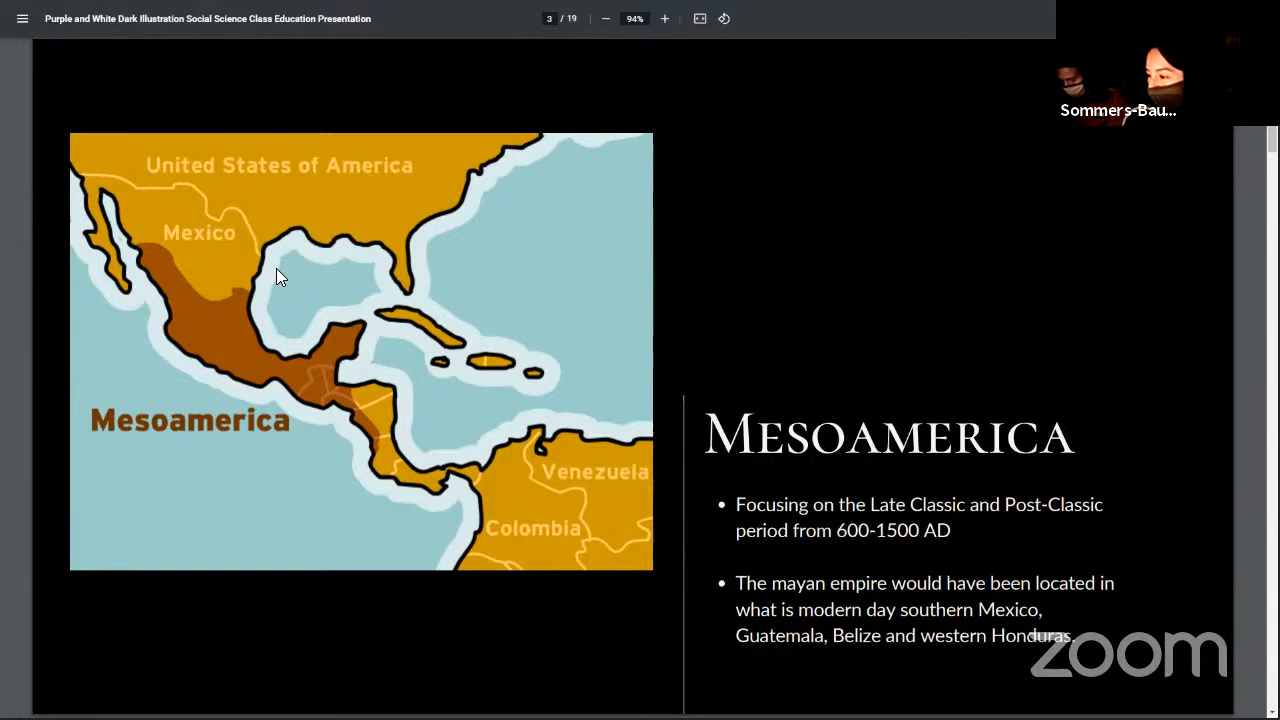 Purple and White Dark Illustration Social Science Class Education Presentation
3 / 19
94%
Sommers-Bau...
United States of America
Mexico
Mesoamerica
Venezuela
Colombia
Mesoamerica
• Focusing on the Late Classic and Post-Classic
period from 600-1500 AD
• The mayan empire would have been located in
what is modern day southern Mexico,
Guatemala, Belize and western Honduras.
zoom